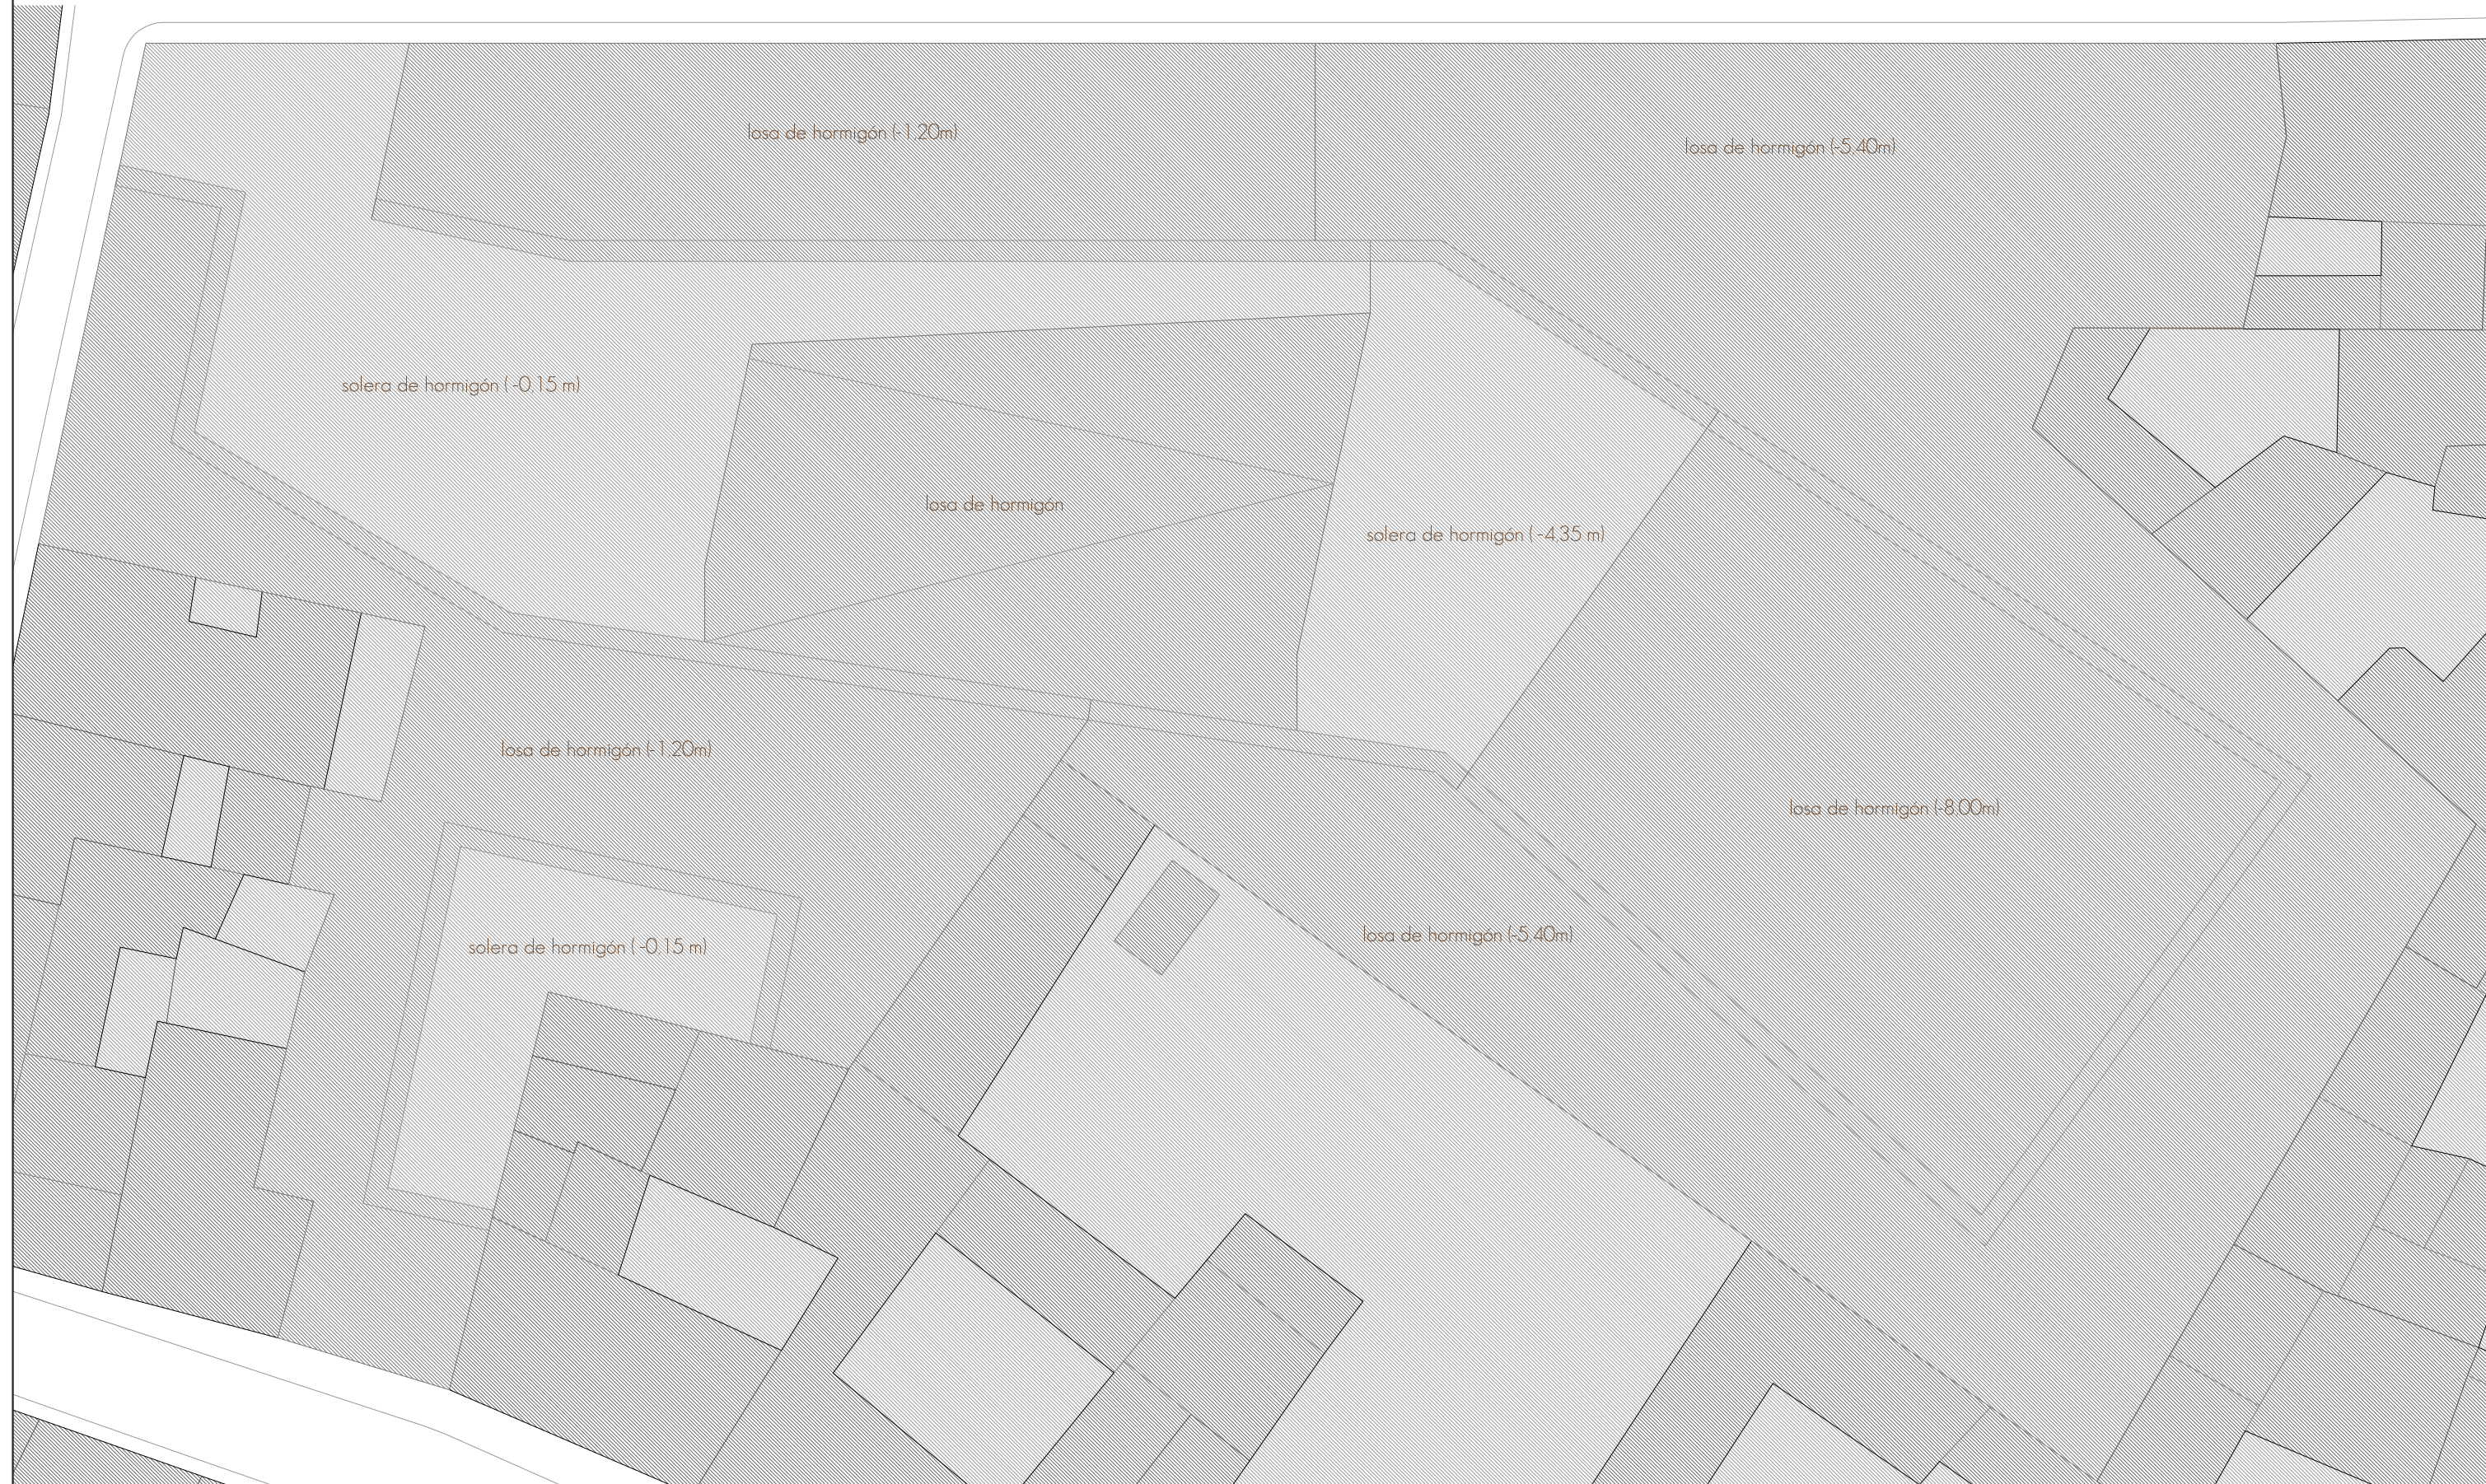 losa de hormigón (-1,20m)
losa de hormigón (-5,40m)
solera de hormigón ( -0,15 m)
losa de hormigón
solera de hormigón ( -4,35 m)
losa de hormigón (-1,20m)
losa de hormigón (-8,00m)
losa de hormigón (-5,40m)
solera de hormigón ( -0,15 m)